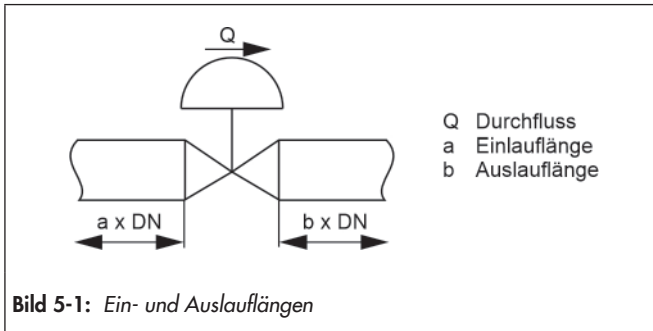 Q
Q Durchfluss
a Einlauflänge
b Auslauflänge
a x DN
b x DN
Bild 5-1: Ein- und Auslauflängen